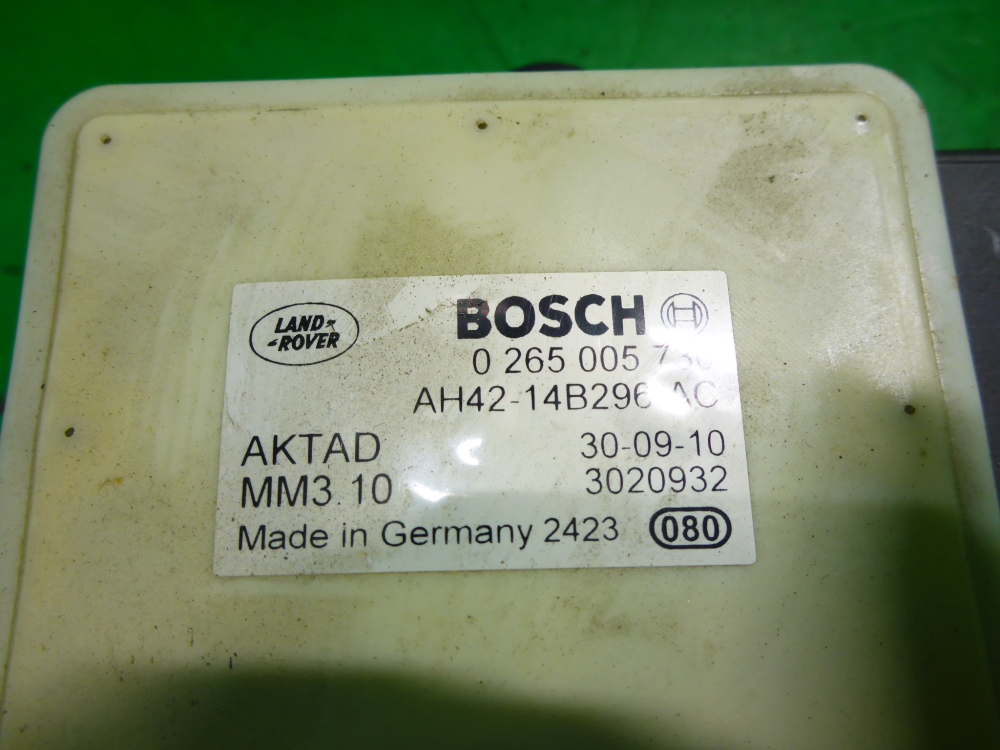 LAND-
-ROVER
BOSCH
0 265 005
AH42-14B296-AC
AKTAD 30-09-10
MM3.10 3020932
Made in Germany 2423 080